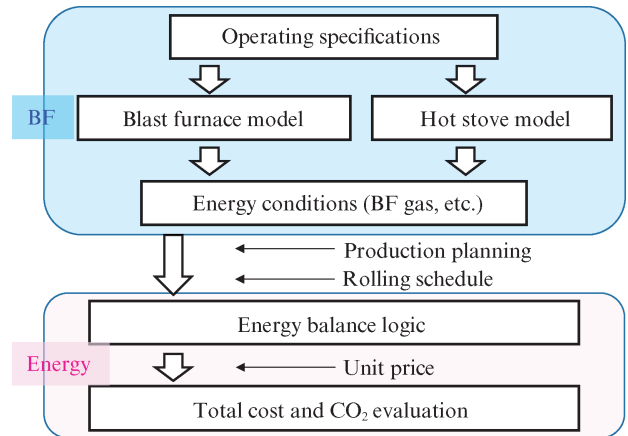 Operating specifications
BF
Blast furnace model
Hot stove model
Energy conditions (BF gas, etc.)
Production planning
Rolling schedule
Energy balance logic
Energy
Unit price
Total cost and CO₂ evaluation